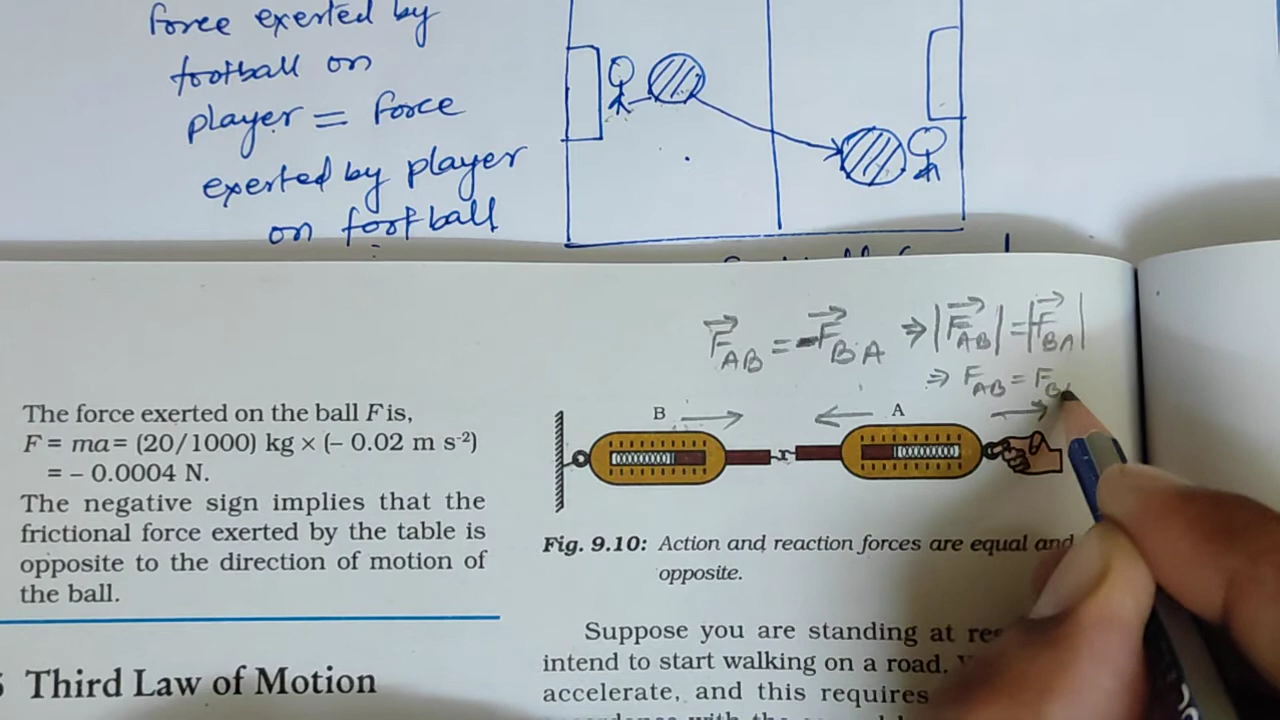 force exerted by
football on
player = force
exerted by player
on football
F⃗AB = -F⃗BA ⇒ |F⃗AB| = |F⃗BA|
⇒ FAB = FB
The force exerted on the ball F is,
F = ma = (20/1000) kg × (– 0.02 m s⁻²)
= – 0.0004 N.
The negative sign implies that the
frictional force exerted by the table is
opposite to the direction of motion of
the ball.
Third Law of Motion
B
A
Fig. 9.10: Action and reaction forces are equal and
opposite.
Suppose you are standing at
intend to start walking on a road.
accelerate, and this requires